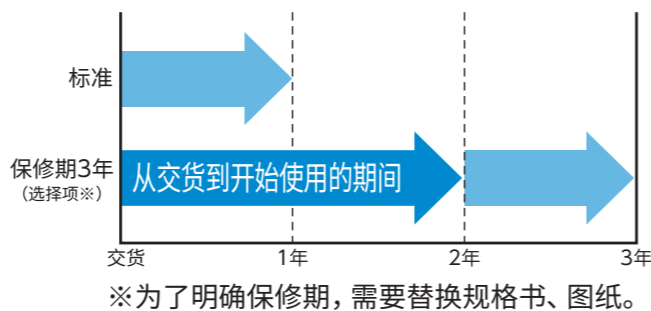 标准
保修期3年
（选择项※）
从交货到开始使用的期间
交货
1年
2年
3年
※为了明确保修期，需要替换规格书、图纸。